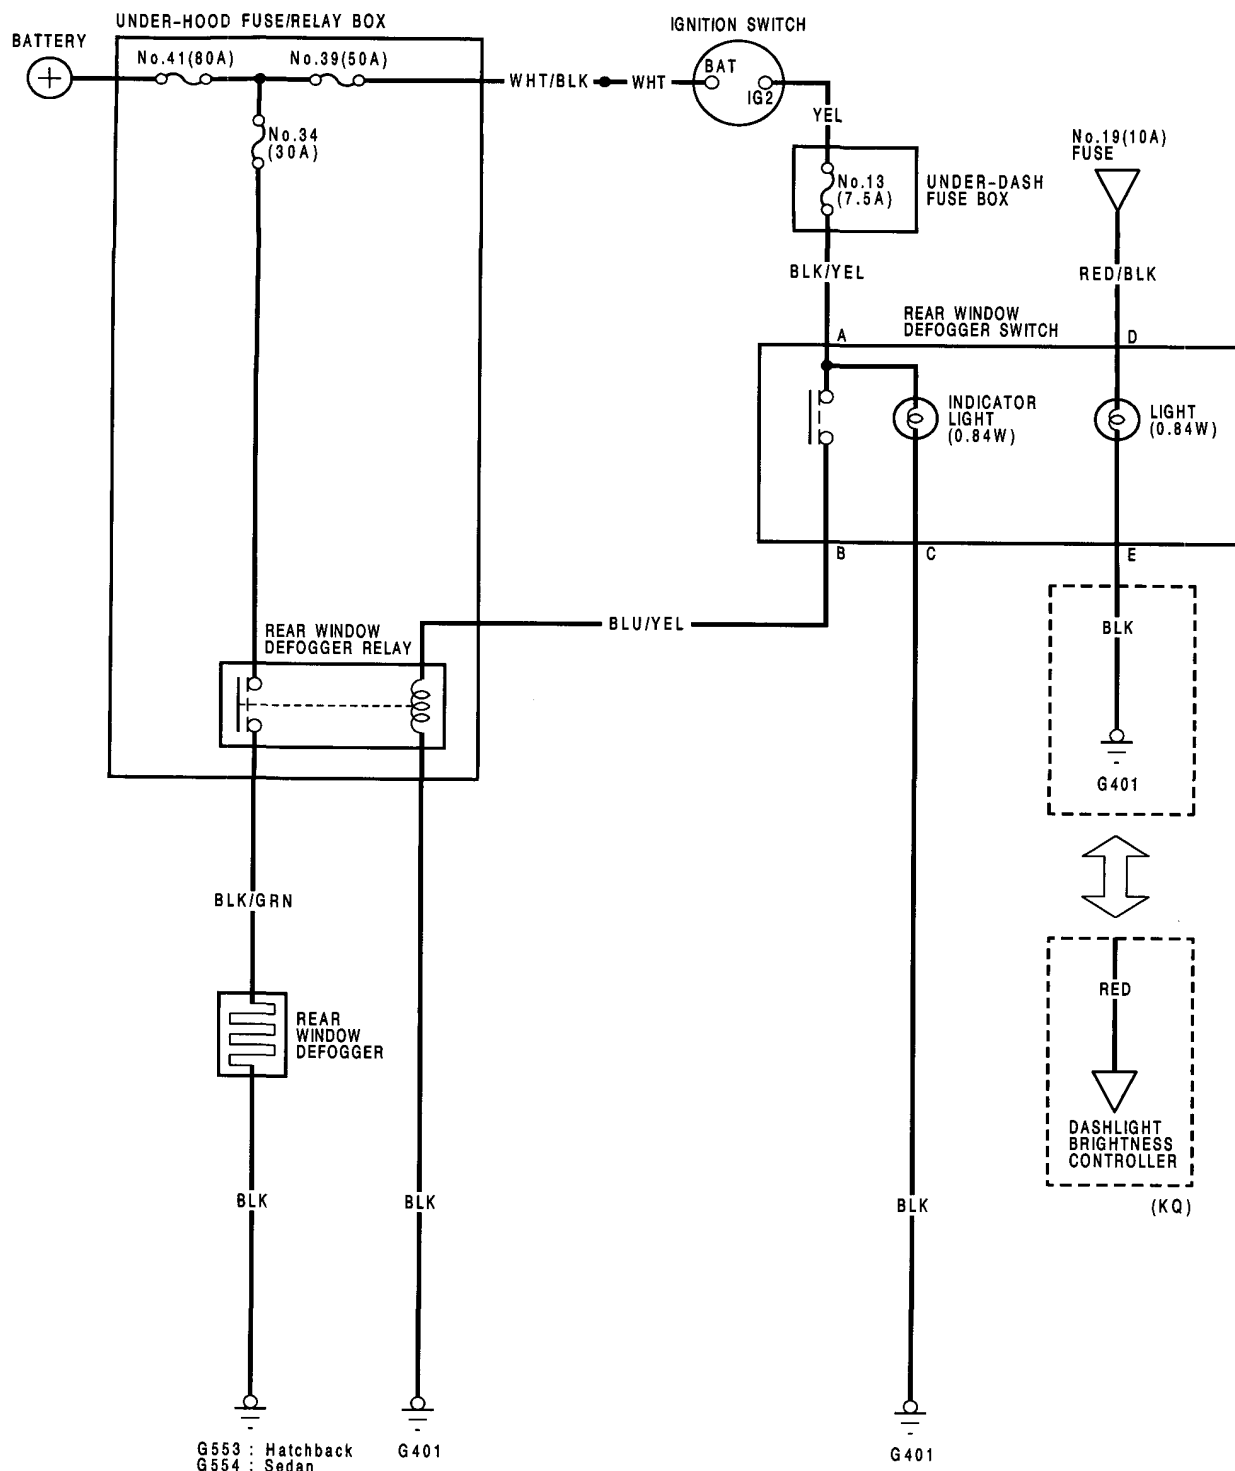 UNDER-HOOD FUSE/RELAY BOX
IGNITION SWITCH
BATTERY
No.41(80A)
No.39(50A)
WHT/BLK
WHT
BAT
IG2
YEL
No.34
(30A)
No.13
(7.5A)
UNDER-DASH
FUSE BOX
No.19(10A)
FUSE
BLK/YEL
RED/BLK
REAR WINDOW
DEFOGGER SWITCH
A
D
INDICATOR
LIGHT
(0.84W)
LIGHT
(0.84W)
B
C
E
REAR WINDOW
DEFOGGER RELAY
BLU/YEL
BLK
G401
BLK/GRN
REAR
WINDOW
DEFOGGER
RED
DASHLIGHT
BRIGHTNESS
CONTROLLER
(KQ)
BLK
BLK
BLK
G553 : Hatchback
G554 : Sedan
G401
G401